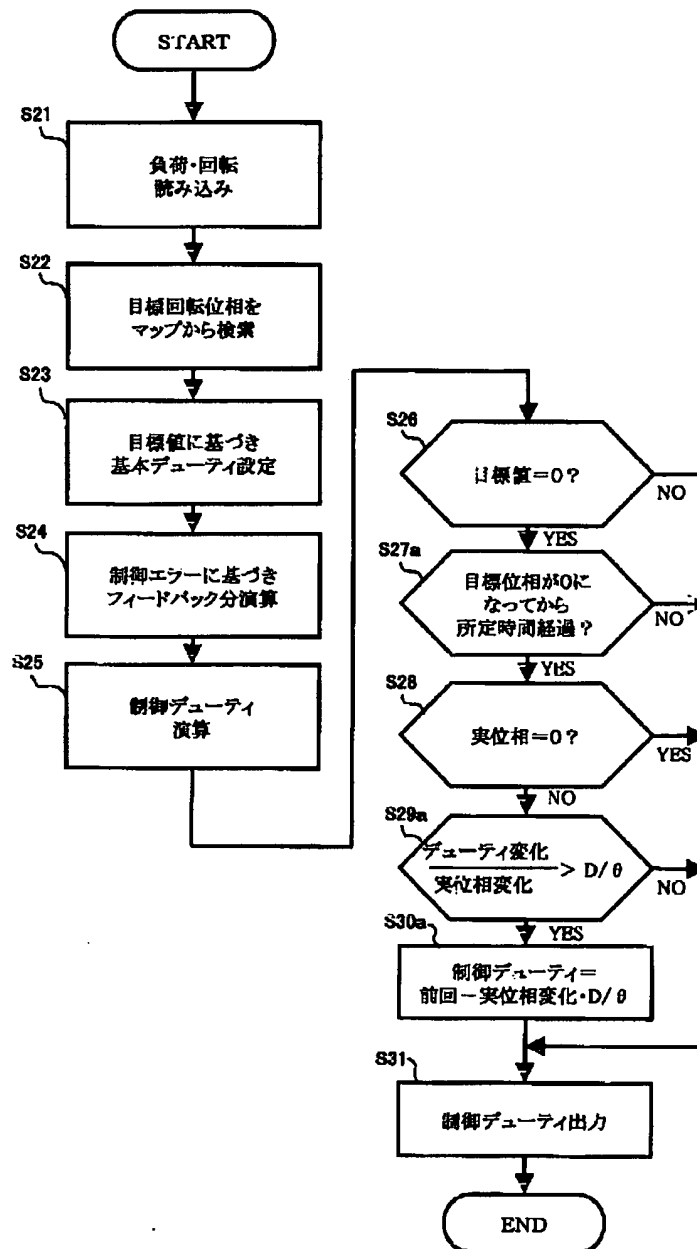 START
S21
負荷・回転
読み込み
S22
目標回転位相を
マップから検索
S23
目標値に基づき
基本デューティ設定
S24
制御エラーに基づき
フィードバック分演算
S25
制御デューティ
演算
S26
目標値=0?
NO
YES
S27a
目標位相が0に
なってから
所定時間経過?
NO
YES
S28
実位相=0?
YES
NO
S29a
デューティ変化
実位相変化
> D/θ
NO
YES
S30a
制御デューティ=
前回-実位相変化・D/θ
S31
制御デューティ出力
END